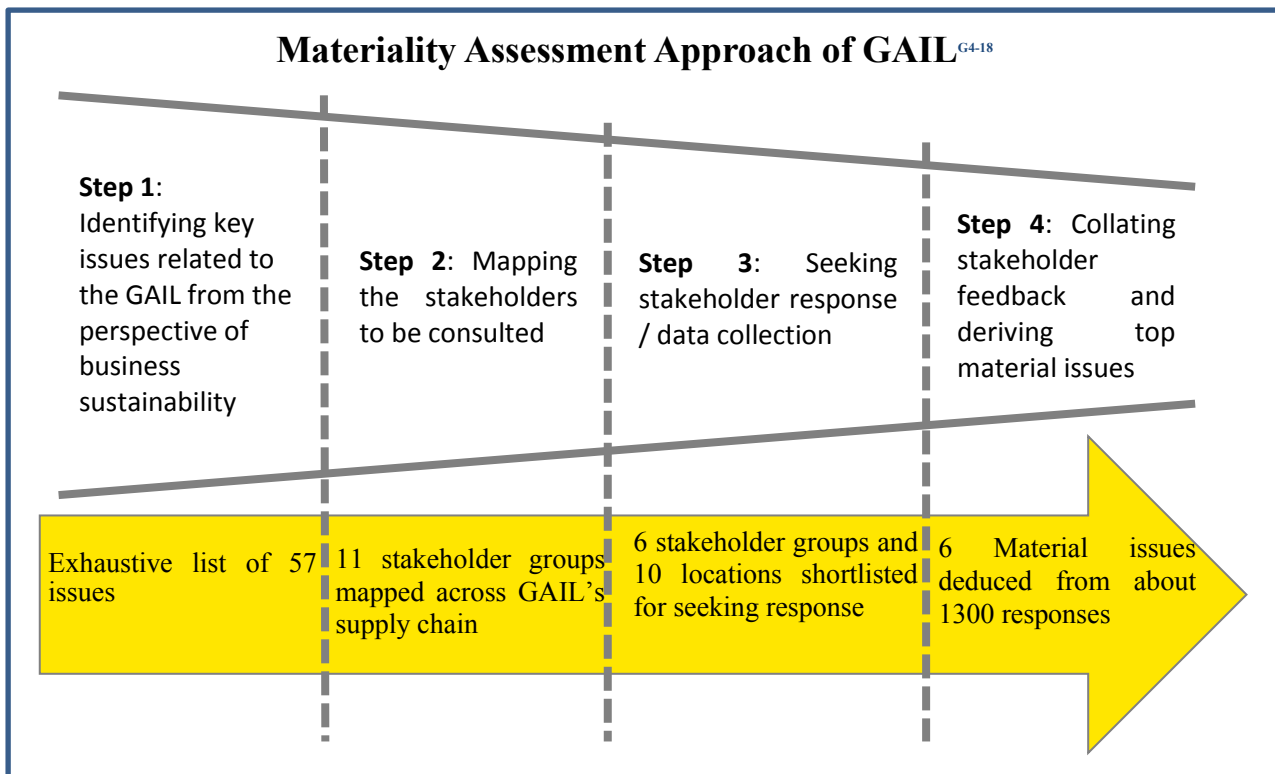 Materiality Assessment Approach of GAIL G4-18
Step 1:
Identifying key
issues related to
the GAIL from the
perspective of
business
sustainability
Step 2: Mapping
the stakeholders
to be consulted
Step 3: Seeking
stakeholder response
/ data collection
Step 4: Collating
stakeholder
feedback and
deriving top
material issues
Exhaustive list of 57
issues
11 stakeholder groups
mapped across GAIL’s
supply chain
6 stakeholder groups and
10 locations shortlisted
for seeking response
6 Material issues
deduced from about
1300 responses